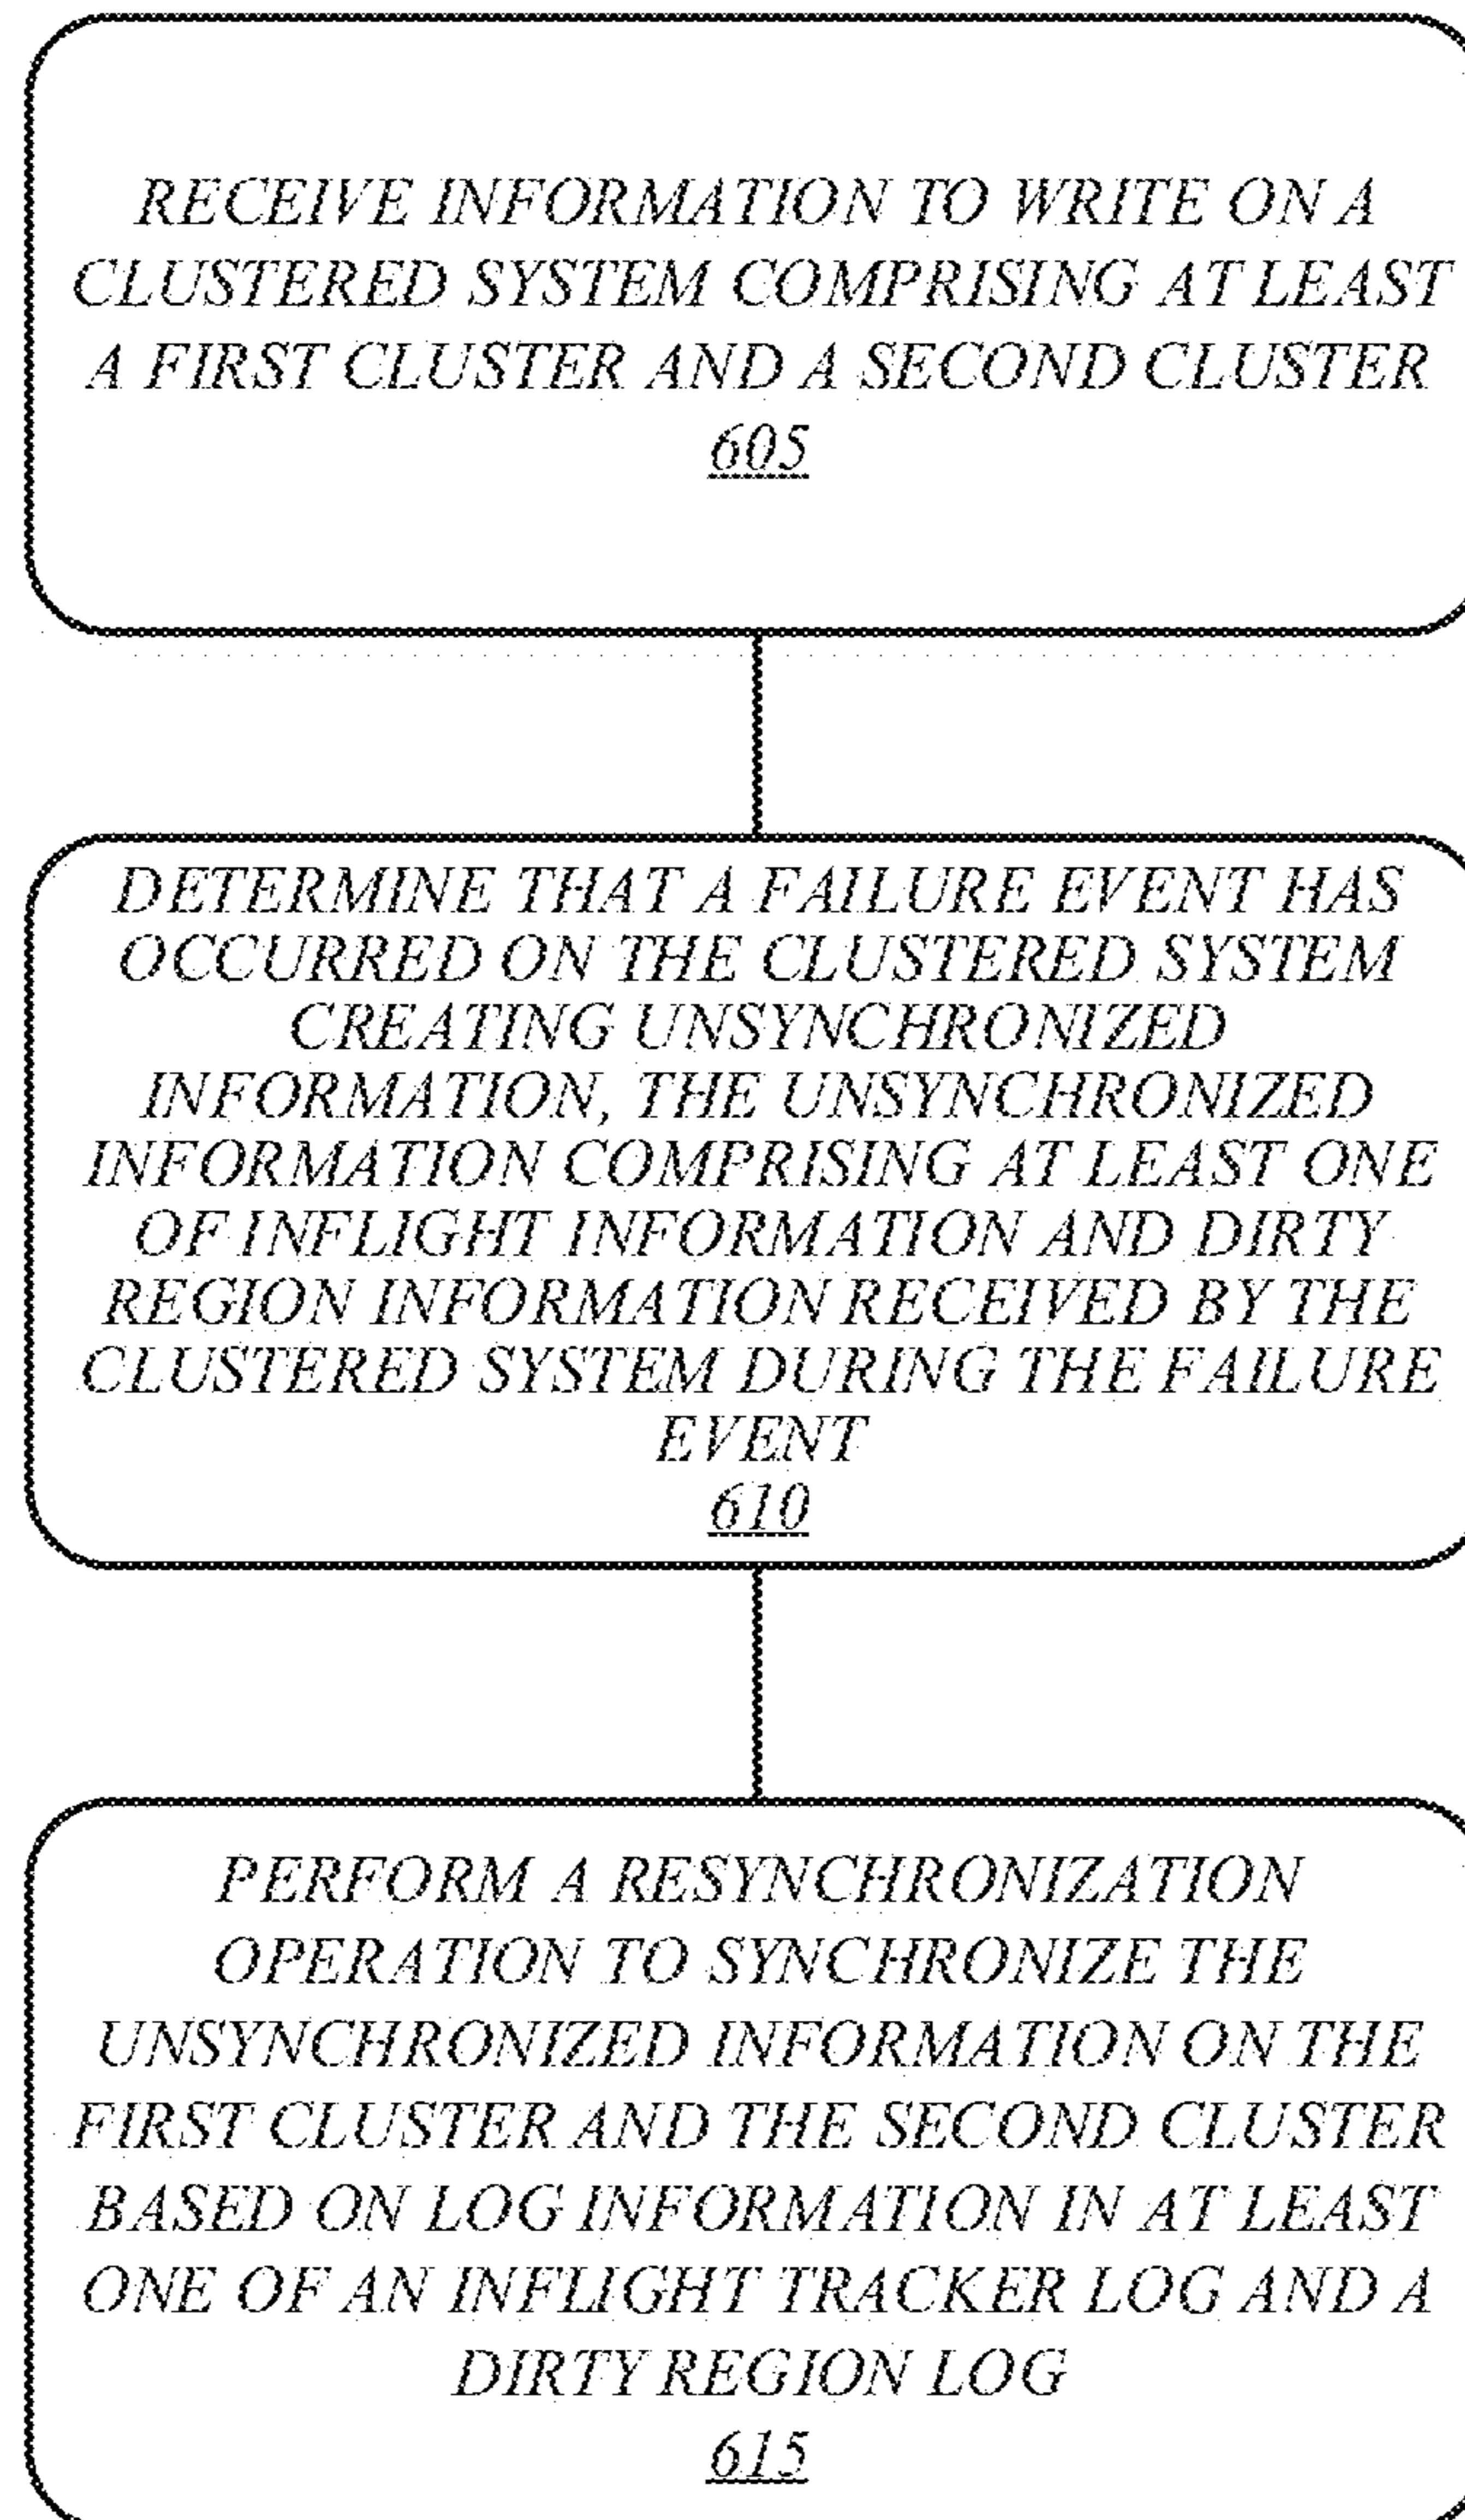 RECEIVE INFORMATION TO WRITE ON A
CLUSTERED SYSTEM COMPRISING AT LEAST
A FIRST CLUSTER AND A SECOND CLUSTER
605
DETERMINE THAT A FAILURE EVENT HAS
OCCURRED ON THE CLUSTERED SYSTEM
CREATING UNSYNCHRONIZED
INFORMATION, THE UNSYNCHRONIZED
INFORMATION COMPRISING AT LEAST ONE
OF INFLIGHT INFORMATION AND DIRTY
REGION INFORMATION RECEIVED BY THE
CLUSTERED SYSTEM DURING THE FAILURE
EVENT
610
PERFORM A RESYNCHRONIZATION
OPERATION TO SYNCHRONIZE THE
UNSYNCHRONIZED INFORMATION ON THE
FIRST CLUSTER AND THE SECOND CLUSTER
BASED ON LOG INFORMATION IN AT LEAST
ONE OF AN INFLIGHT TRACKER LOG AND A
DIRTY REGION LOG
615